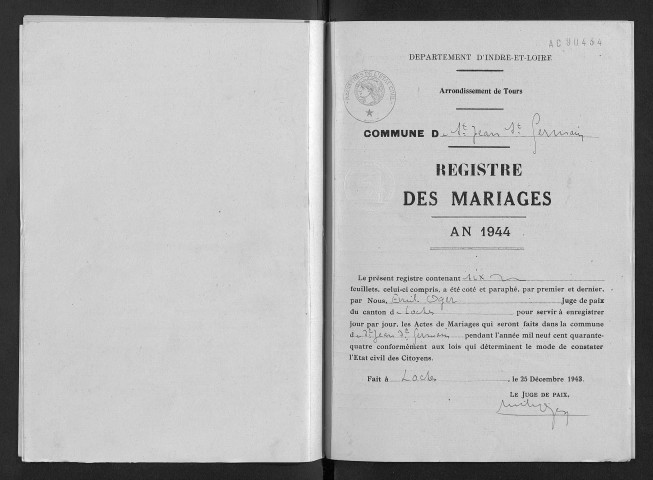 AC000464
DEPARTEMENT D'INDRE-ET-LOIRE
Arrondissement de Tours
COMMUNE De St Jean St Germain
REGISTRE
DES MARIAGES
AN 1944
Le présent registre contenant six
feuillets, celui-ci compris, a été coté et paraphé, par premier et dernier,
par Nous, Emile Oger Juge de paix
du canton de Loches pour servir à enregistrer
jour par jour, les Actes de Mariages qui seront faits dans la commune
de St Jean St Germain pendant l'année mil neuf cent quarante-
quatre conformément aux lois qui déterminent le mode de constater
l'Etat civil des Citoyens.
Fait à Loches, le 25 Décembre 1943.
LE JUGE DE PAIX,